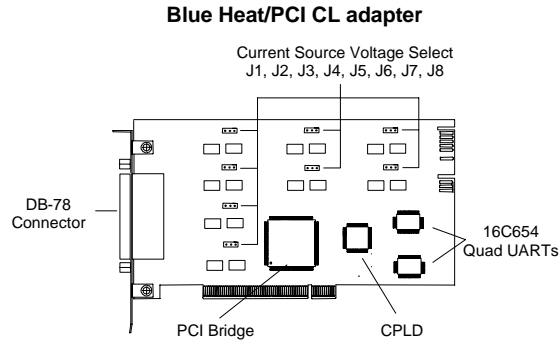 Blue Heat/PCI CL adapter
Current Source Voltage Select
J1, J2, J3, J4, J5, J6, J7, J8
DB-78
Connector
16C654
Quad UARTs
PCI Bridge
CPLD